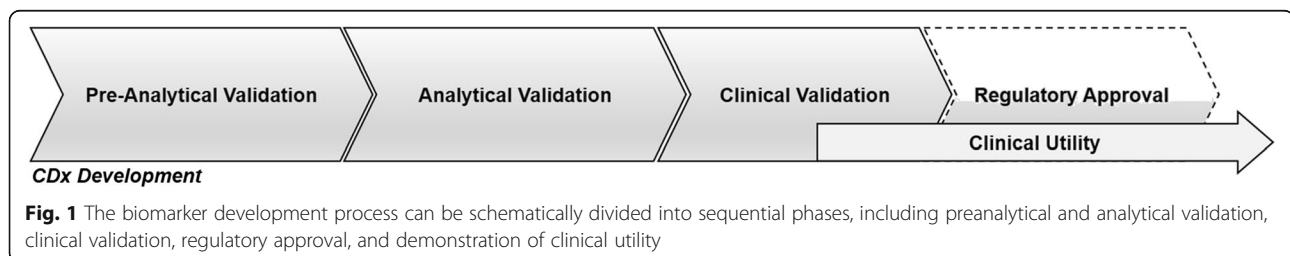 Pre-Analytical Validation
Analytical Validation
Clinical Validation
Regulatory Approval
Clinical Utility
CDx Development
Fig. 1 The biomarker development process can be schematically divided into sequential phases, including preanalytical and analytical validation,
clinical validation, regulatory approval, and demonstration of clinical utility